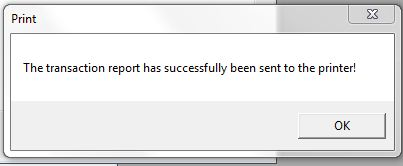 Print
The transaction report has successfully been sent to the printer!
OK